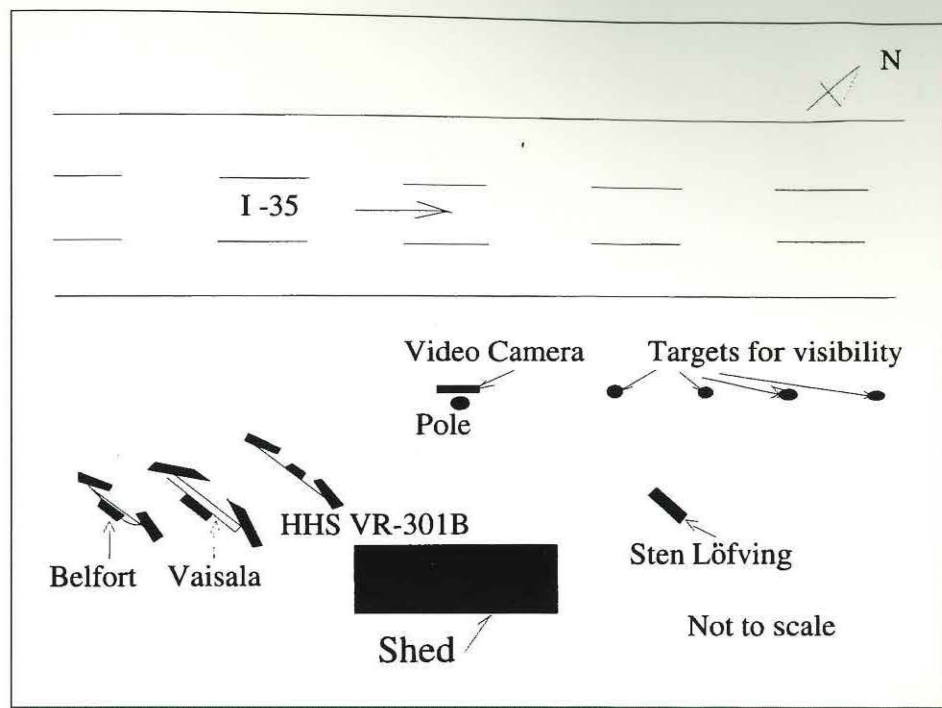 N
I -35
Video Camera
Targets for visibility
Pole
HHS VR-301B
Belfort
Vaisala
Sten Löfving
Shed
Not to scale